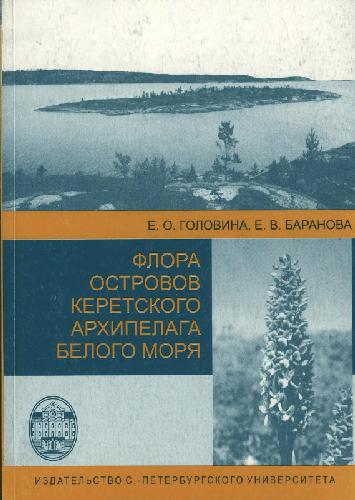 Е. О. ГОЛОВИНА, Е. В. БАРАНОВА
ФЛОРА
ОСТРОВОВ
КЕРЕТСКОГО
АРХИПЕЛАГА
БЕЛОГО МОРЯ
ИЗДАТЕЛЬСТВО С.-ПЕТЕРБУРГСКОГО УНИВЕРСИТЕТА